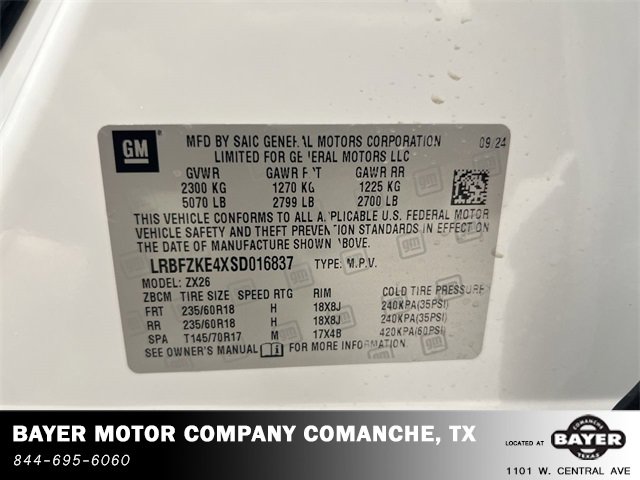 GM
MFD BY SAIC GENERAL MOTORS CORPORATION 09/24
LIMITED FOR GENERAL MOTORS LLC
GVWR GAWR FRT GAWR RR
2300 KG 1270 KG 1225 KG
5070 LB 2799 LB 2700 LB
THIS VEHICLE CONFORMS TO ALL APPLICABLE U.S. FEDERAL MOTOR
VEHICLE SAFETY AND THEFT PREVENTION STANDARDS IN EFFECT ON
THE DATE OF MANUFACTURE SHOWN ABOVE.
LRBFZKE4XSD016837 TYPE: M.P.V.
MODEL: ZX26
ZBCM TIRE SIZE SPEED RTG RIM COLD TIRE PRESSURE
FRT 235/60R18 H 18X8J 240KPA(35PSI)
RR 235/60R18 H 18X8J 240KPA(35PSI)
SPA T145/70R17 M 17X4B 420KPA(60PSI)
SEE OWNER'S MANUAL FOR MORE INFORMATION.
BAYER MOTOR COMPANY COMANCHE, TX
844-695-6060
LOCATED AT
COMANCHE
BAYER
TEXAS
1101 W. CENTRAL AVE